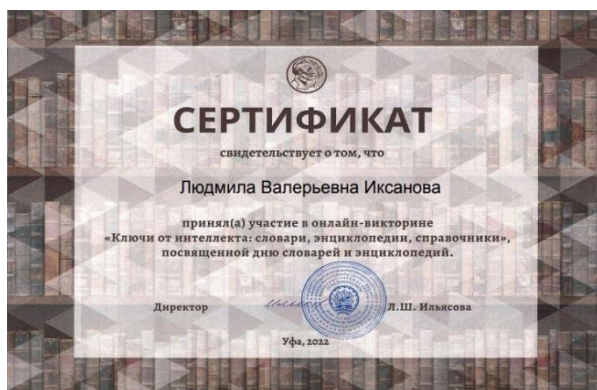 СЕРТИФИКАТ
свидетельствует о том, что
Людмила Валерьевна Иксанова
принял(а) участие в онлайн-викторине
«Ключи от интеллекта: словари, энциклопедии, справочники»,
посвященной дню словарей и энциклопедий.
Директор Л.Ш. Ильясова
Уфа, 2022